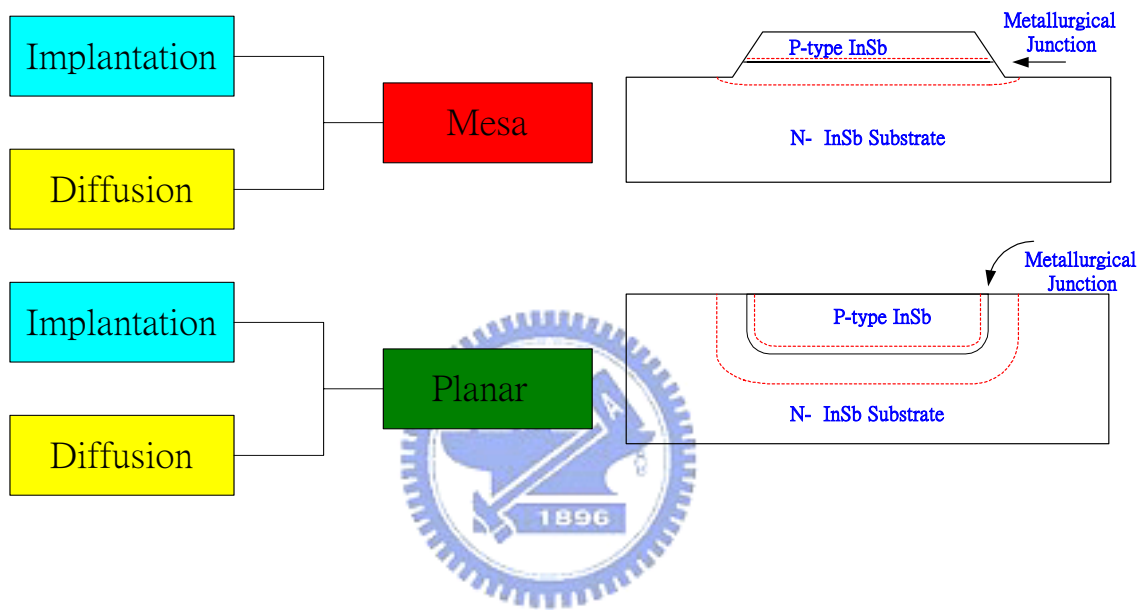 Implantation
Diffusion
Mesa
Metallurgical
Junction
P-type InSb
N- InSb Substrate
Implantation
Diffusion
Planar
Metallurgical
Junction
P-type InSb
N- InSb Substrate
A
1896